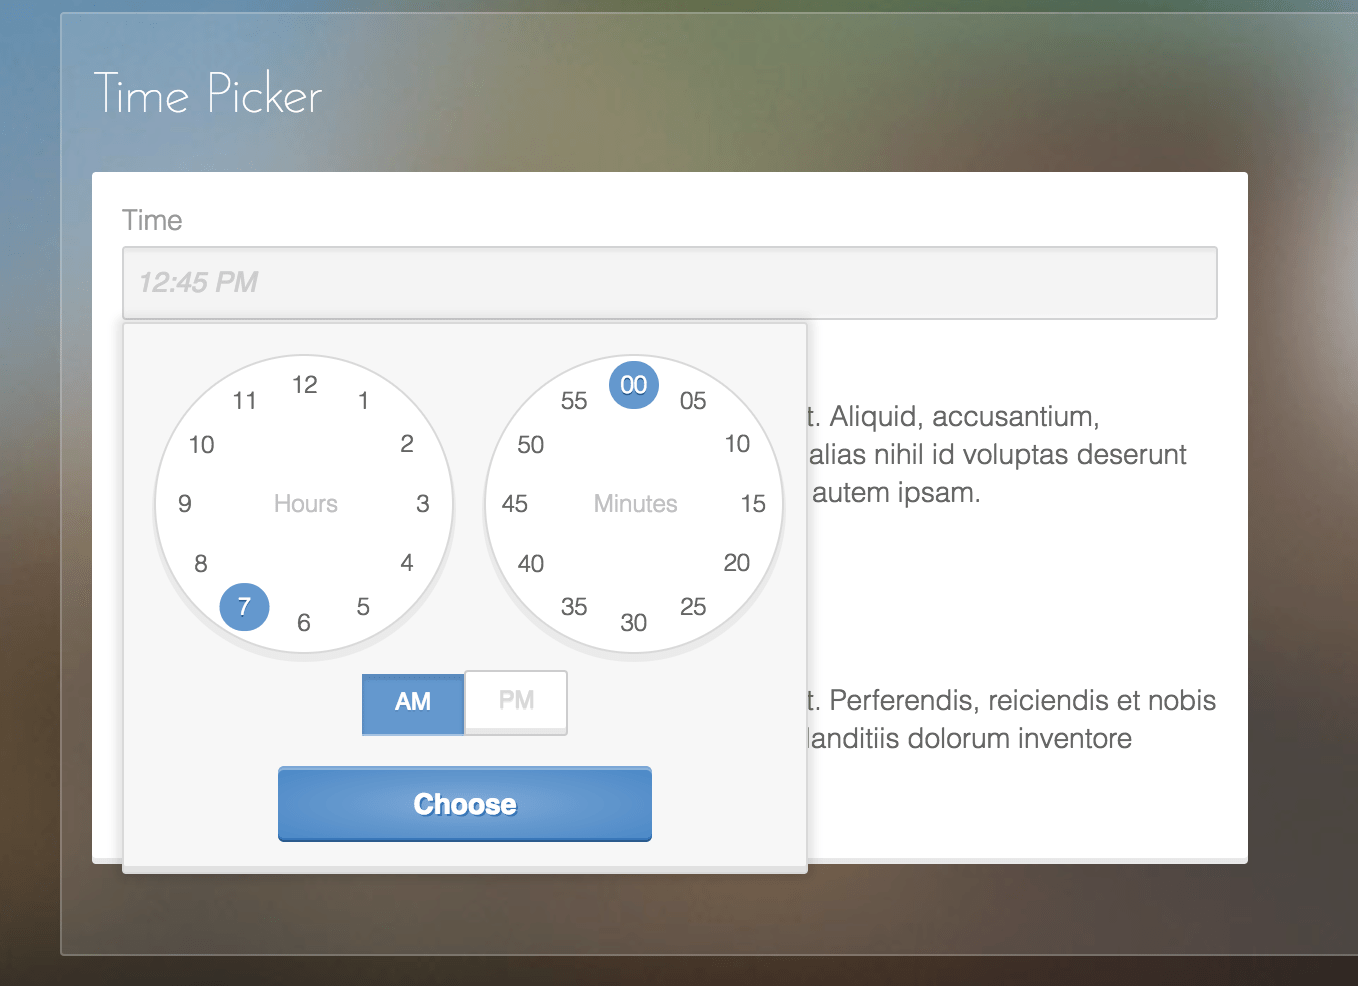 Time Picker
Time
12:45 PM
12
11
1
10
2
9
Hours
3
8
4
7
5
6
00
55
05
50
10
45
Minutes
15
40
20
35
25
30
AM
PM
Choose
t. Aliquid, accusantium,
alias nihil id voluptas deserunt
autem ipsam.
t. Perferendis, reiciendis et nobis
landitiis dolorum inventore